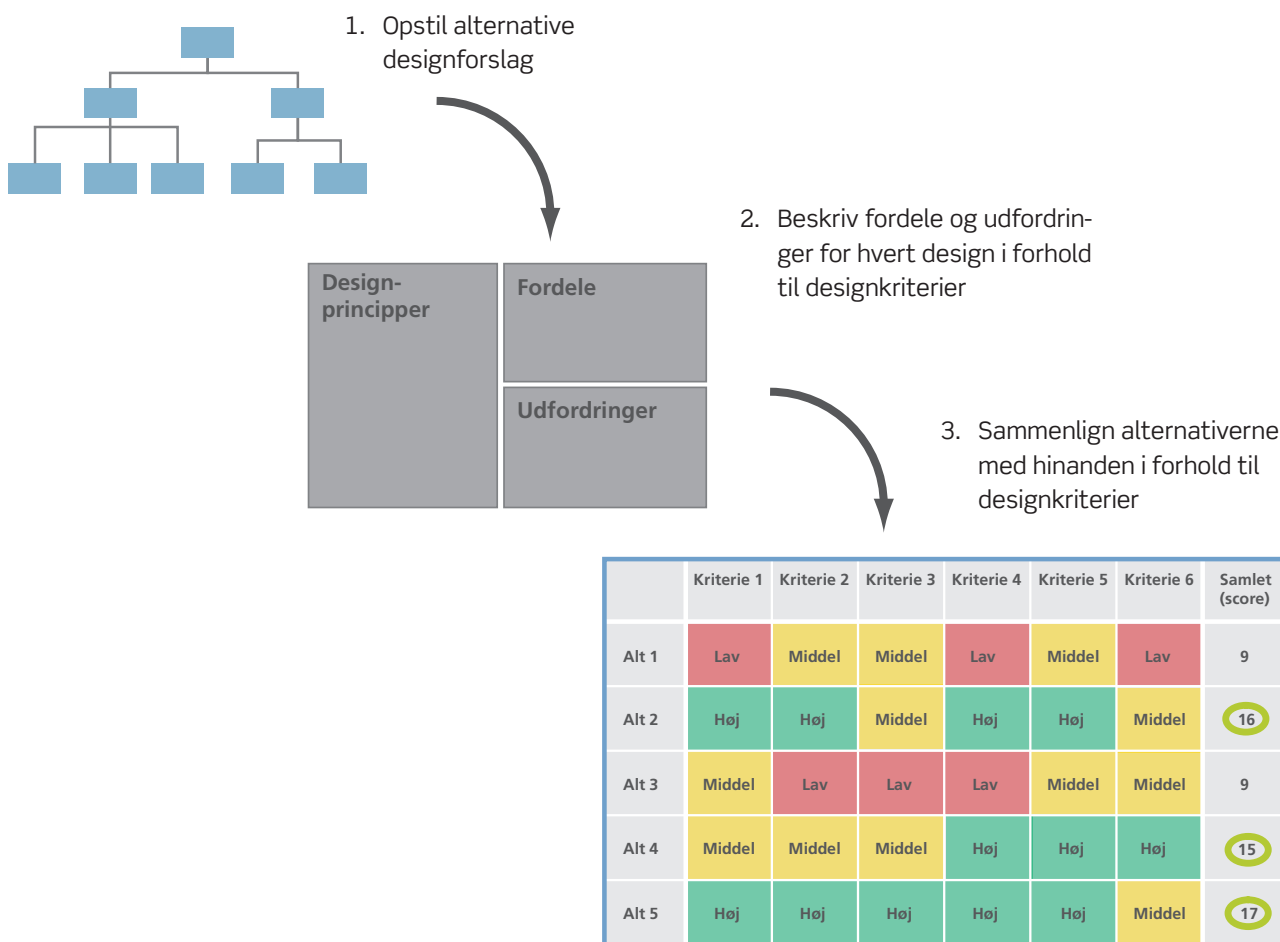 1. Opstil alternative
designforslag
2. Beskriv fordele og udfordrin-
ger for hvert design i forhold
til designkriterier
Design-
principper
Fordele
Udfordringer
3. Sammenlign alternativerne
med hinanden i forhold til
designkriterier
Kriterie 1 Kriterie 2 Kriterie 3 Kriterie 4 Kriterie 5 Kriterie 6 Samlet
(score)
Alt 1 Lav Middel Middel Lav Middel Lav 9
Alt 2 Høj Høj Middel Høj Høj Middel 16
Alt 3 Middel Lav Lav Lav Middel Middel 9
Alt 4 Middel Middel Middel Høj Høj Høj 15
Alt 5 Høj Høj Høj Høj Høj Middel 17